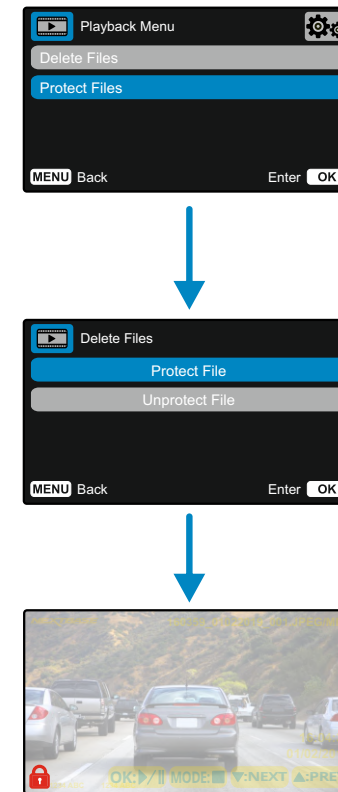 Playback Menu
Delete Files
Protect Files
MENU Back Enter OK
Delete Files
Protect File
Unprotect File
MENU Back Enter OK
OK:▶/II MODE:■ ▼:NEXT ▲:PRE